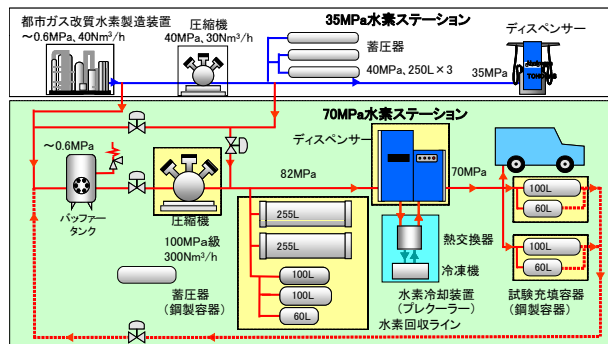 都市ガス改質水素製造装置
～0.6MPa, 40Nm³/h
圧縮機
40MPa、30Nm³/h
35MPa水素ステーション
蓄圧器
40MPa、250L×3
ディスペンサー
35MPa
70MPa水素ステーション
ディスペンサー
～0.6MPa
82MPa
70MPa
バッファー
タンク
圧縮機
100MPa級
300Nm³/h
蓄圧器
(鋼製容器)
255L
255L
100L
100L
60L
熱交換器
冷凍機
水素冷却装置
(プレクーラー)
水素回収ライン
100L
60L
100L
60L
試験充填容器
(鋼製容器)